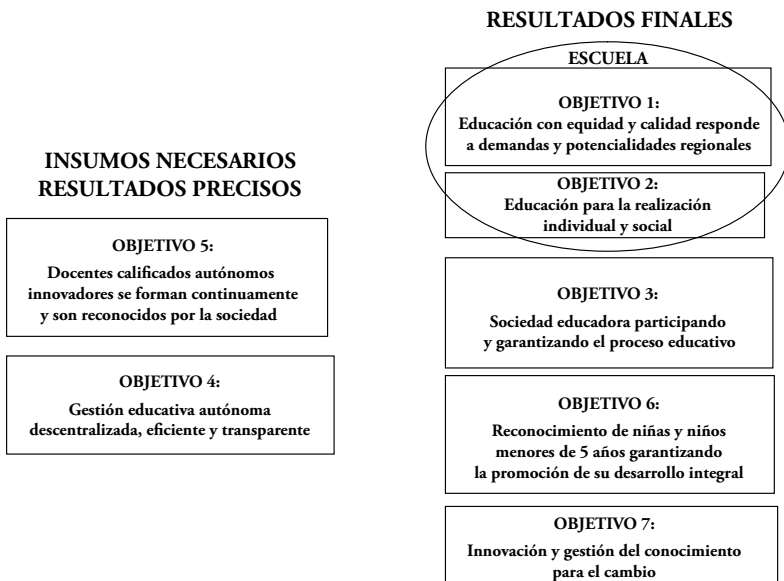 INSUMOS NECESARIOS
RESULTADOS PRECISOS
OBJETIVO 5:
Docentes calificados autónomos
innovadores se forman continuamente
y son reconocidos por la sociedad
OBJETIVO 4:
Gestión educativa autónoma
descentralizada, eficiente y transparente
RESULTADOS FINALES
ESCUELA
OBJETIVO 1:
Educación con equidad y calidad responde
a demandas y potencialidades regionales
OBJETIVO 2:
Educación para la realización
individual y social
OBJETIVO 3:
Sociedad educadora participando
y garantizando el proceso educativo
OBJETIVO 6:
Reconocimiento de niñas y niños
menores de 5 años garantizando
la promoción de su desarrollo integral
OBJETIVO 7:
Innovación y gestión del conocimiento
para el cambio